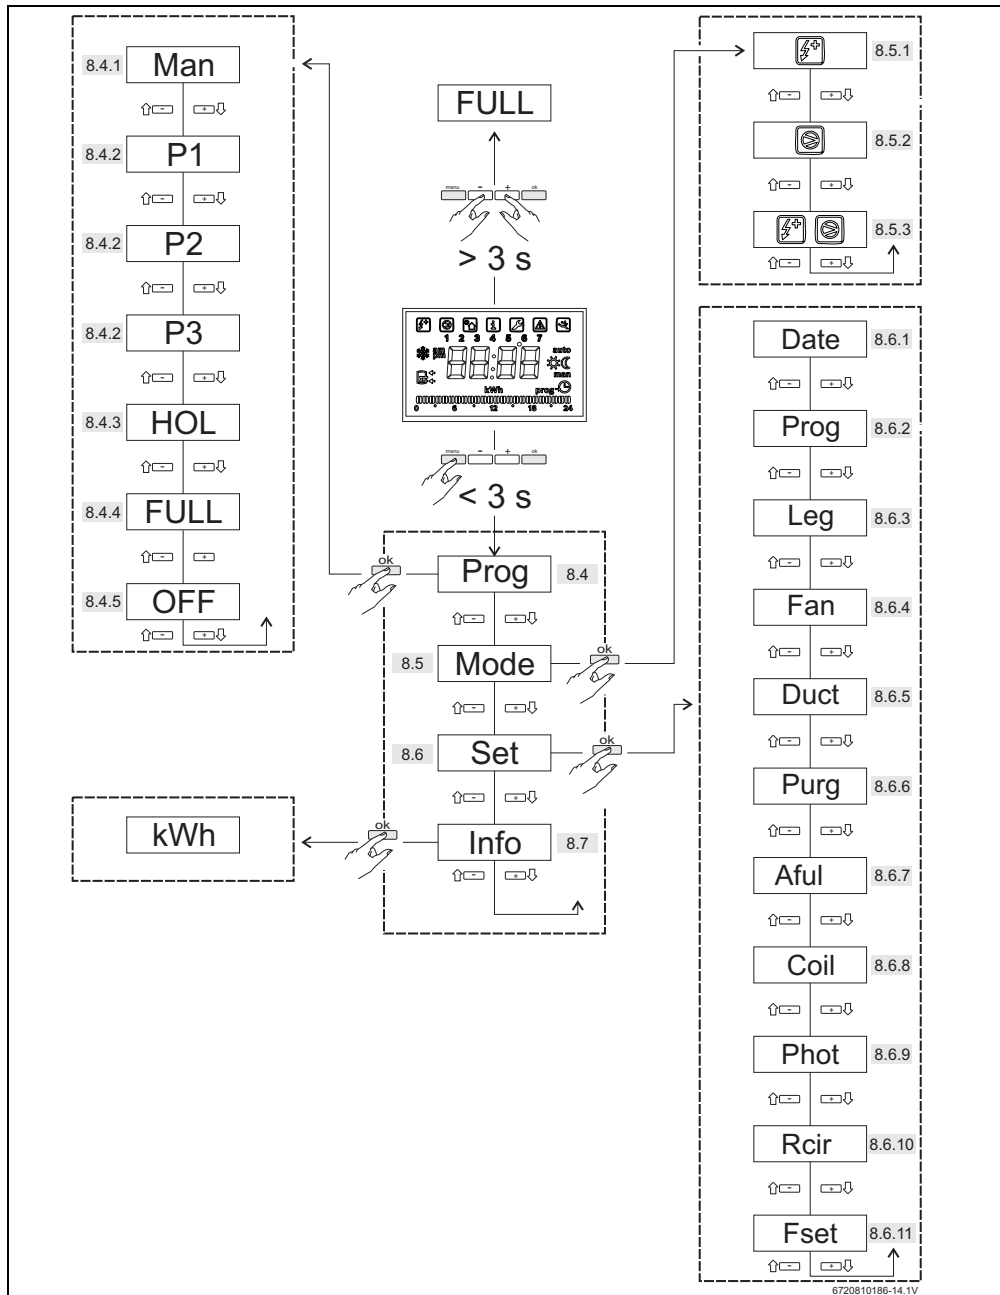 8.4.1 Man
- +
8.4.2 P1
- +
8.4.2 P2
- +
8.4.2 P3
- +
8.4.3 HOL
- +
8.4.4 FULL
- +
8.4.5 OFF
- +
FULL
menu - + ok
> 3 s
1 2 3 4 5 6 7
am
pm
88:88
auto
man
kWh prog
0 6 12 18 24
menu - + ok
< 3 s
ok
Prog 8.4
- +
8.5 Mode
ok
- +
8.6 Set
ok
- +
ok
Info 8.7
- +
kWh
8.5.1
- +
8.5.2
- +
8.5.3
- +
Date 8.6.1
- +
Prog 8.6.2
- +
Leg 8.6.3
- +
Fan 8.6.4
- +
Duct 8.6.5
- +
Purg 8.6.6
- +
Aful 8.6.7
- +
Coil 8.6.8
- +
Phot 8.6.9
- +
Rcir 8.6.10
- +
Fset 8.6.11
- +
6720810186-14.1V